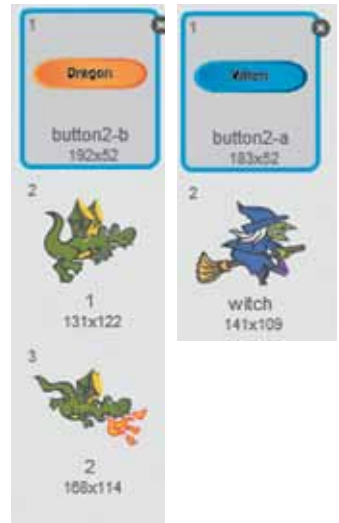 1
Dragon
button2-b
192x52
2
1
131x122
3
2
168x114
1
Witch
button2-a
183x52
2
witch
141x109